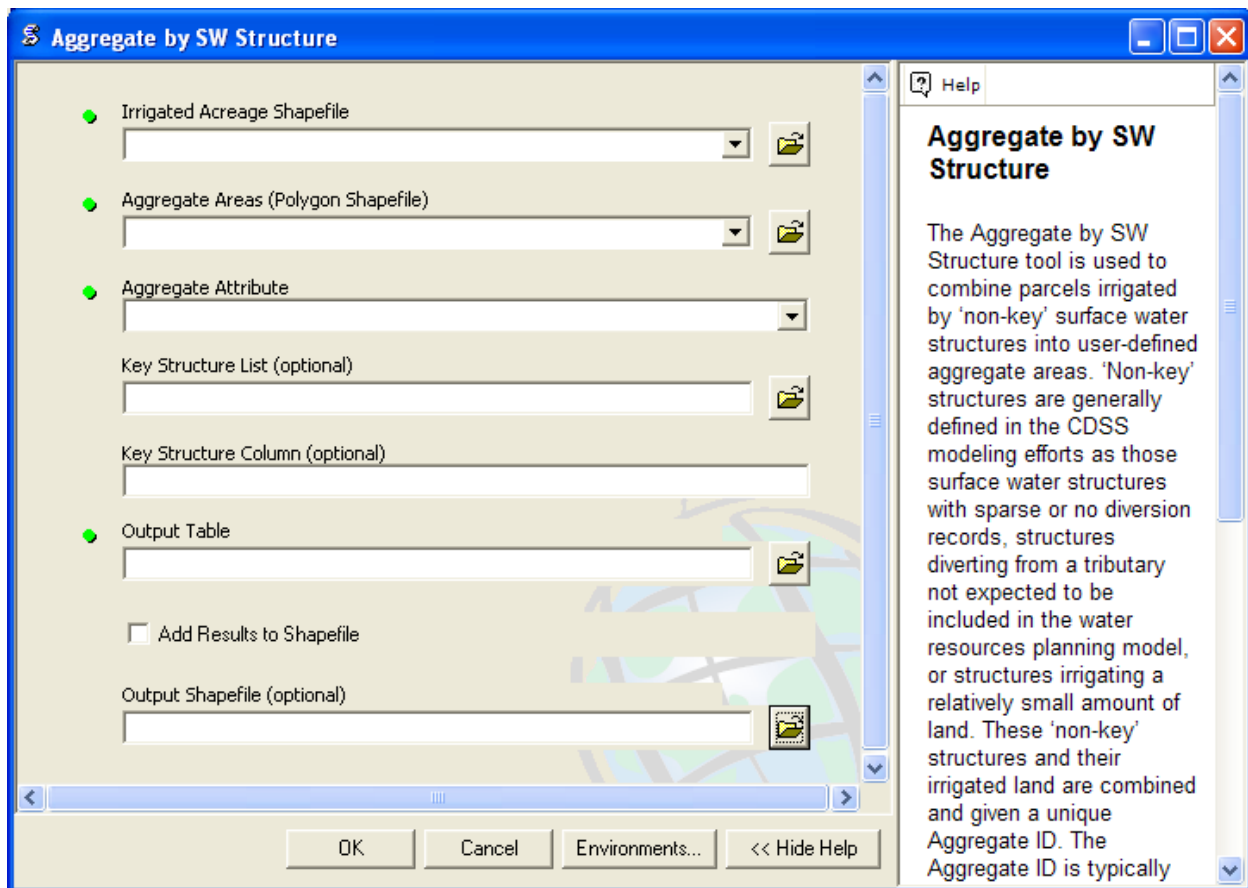 Aggregate by SW Structure
Irrigated Acreage Shapefile
Aggregate Areas (Polygon Shapefile)
Aggregate Attribute
Key Structure List (optional)
Key Structure Column (optional)
Output Table
Add Results to Shapefile
Output Shapefile (optional)
OK
Cancel
Environments...
<< Hide Help
Help
Aggregate by SW
Structure
The Aggregate by SW
Structure tool is used to
combine parcels irrigated
by ‘non-key’ surface water
structures into user-defined
aggregate areas. ‘Non-key’
structures are generally
defined in the CDSS
modeling efforts as those
surface water structures
with sparse or no diversion
records, structures
diverting from a tributary
not expected to be
included in the water
resources planning model,
or structures irrigating a
relatively small amount of
land. These ‘non-key’
structures and their
irrigated land are combined
and given a unique
Aggregate ID. The
Aggregate ID is typically